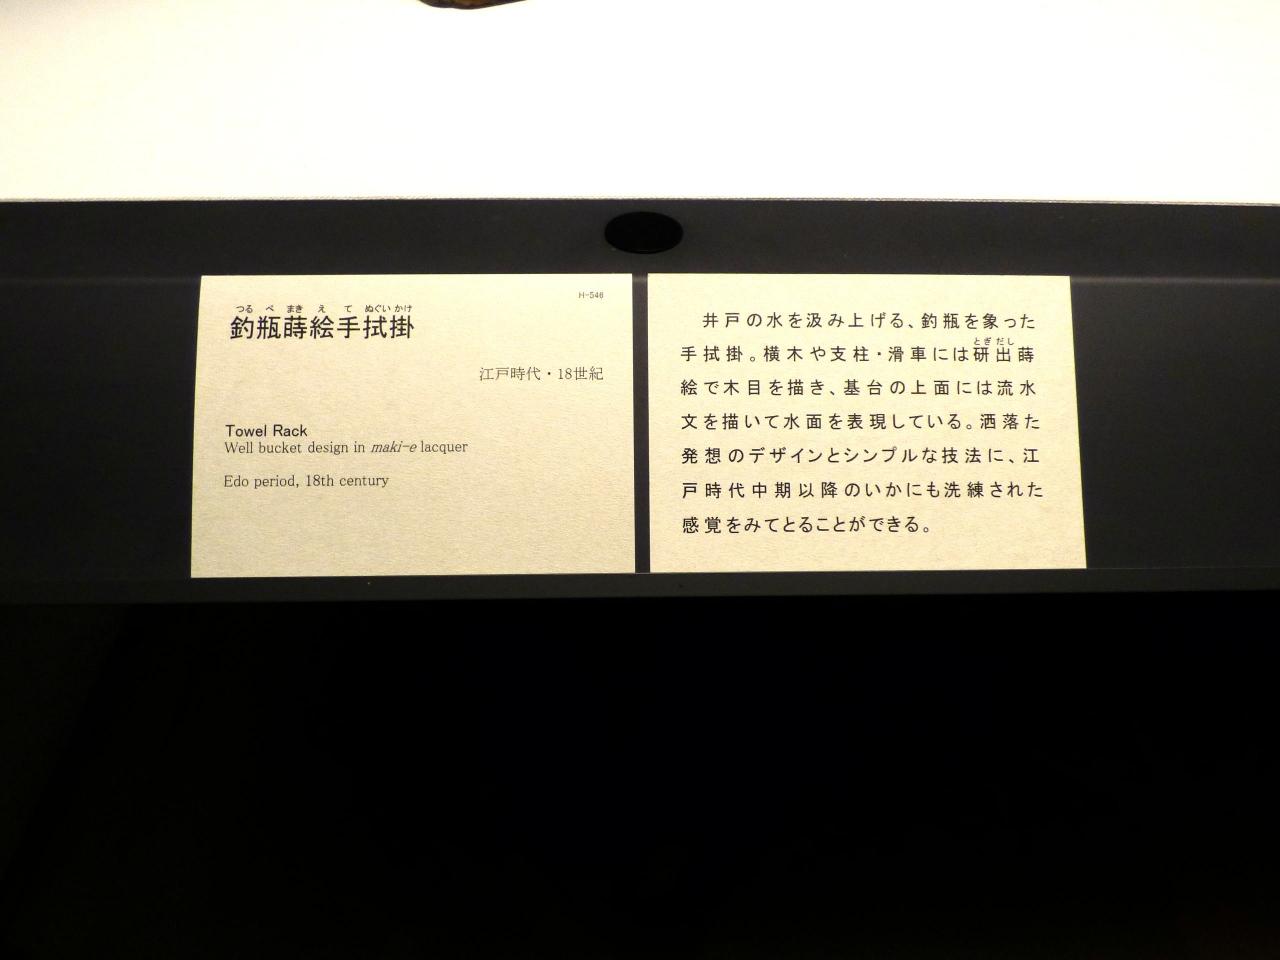 H-546
つる べ まき え て ぬぐい かけ
釣瓶蒔絵手拭掛
江戸時代・18世紀
Towel Rack
Well bucket design in maki-e lacquer
Edo period, 18th century
井戸の水を汲み上げる、釣瓶を象った
とぎ だし
手拭掛。横木や支柱・滑車には研出蒔
絵で木目を描き、基台の上面には流水
文を描いて水面を表現している。洒落た
発想のデザインとシンプルな技法に、江
戸時代中期以降のいかにも洗練された
感覚をみてとることができる。